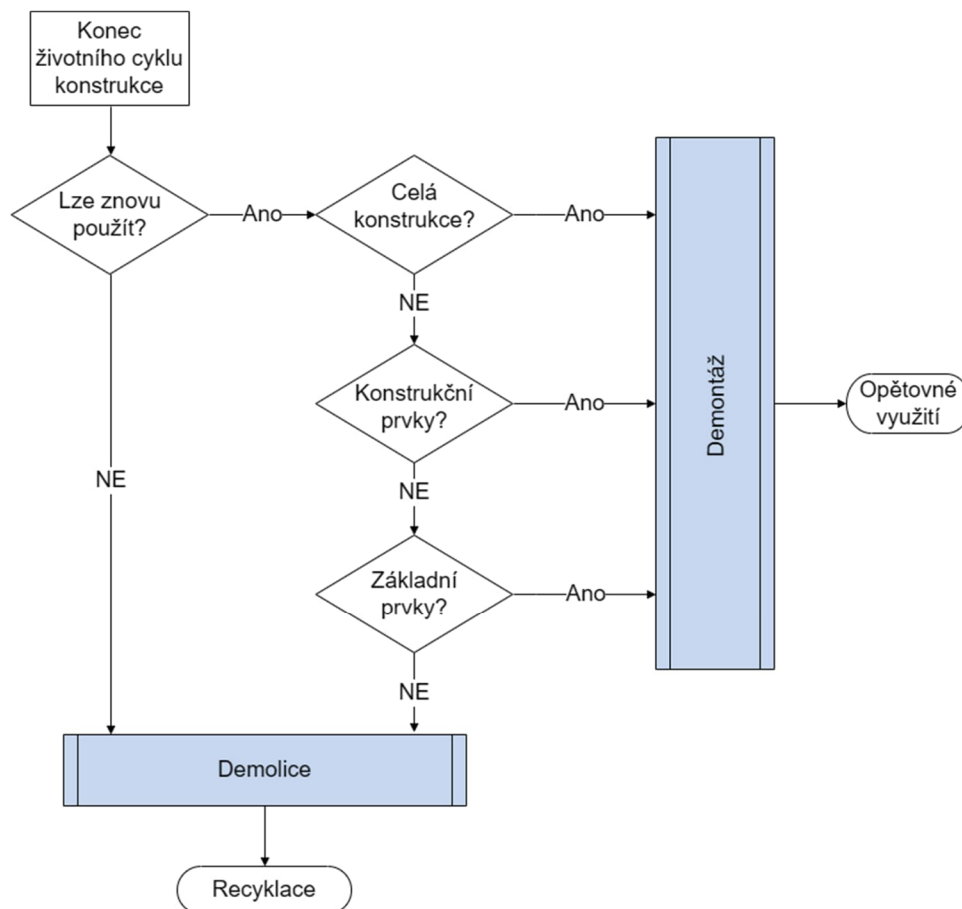 Konec
životního cyklu
konstrukce
Lze znovu
použít?
Ano
Celá
konstrukce?
Ano
NE
Konstrukční
prvky?
Ano
Demontáž
Opětovné
využití
NE
NE
Základní
prvky?
Ano
NE
Demolice
Recyklace